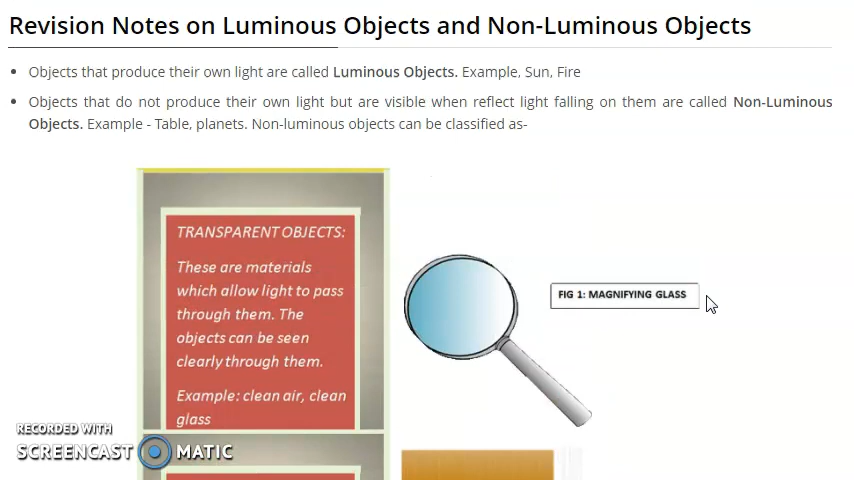 Revision Notes on Luminous Objects and Non-Luminous Objects
Objects that produce their own light are called Luminous Objects. Example, Sun, Fire
Objects that do not produce their own light but are visible when reflect light falling on them are called Non-Luminous
Objects. Example - Table, planets. Non-luminous objects can be classified as-
TRANSPARENT OBJECTS:
These are materials
which allow light to pass
through them. The
objects can be seen
clearly through them.
Example: clean air, clean
glass
FIG 1: MAGNIFYING GLASS
RECORDED WITH
SCREENCAST MATIC